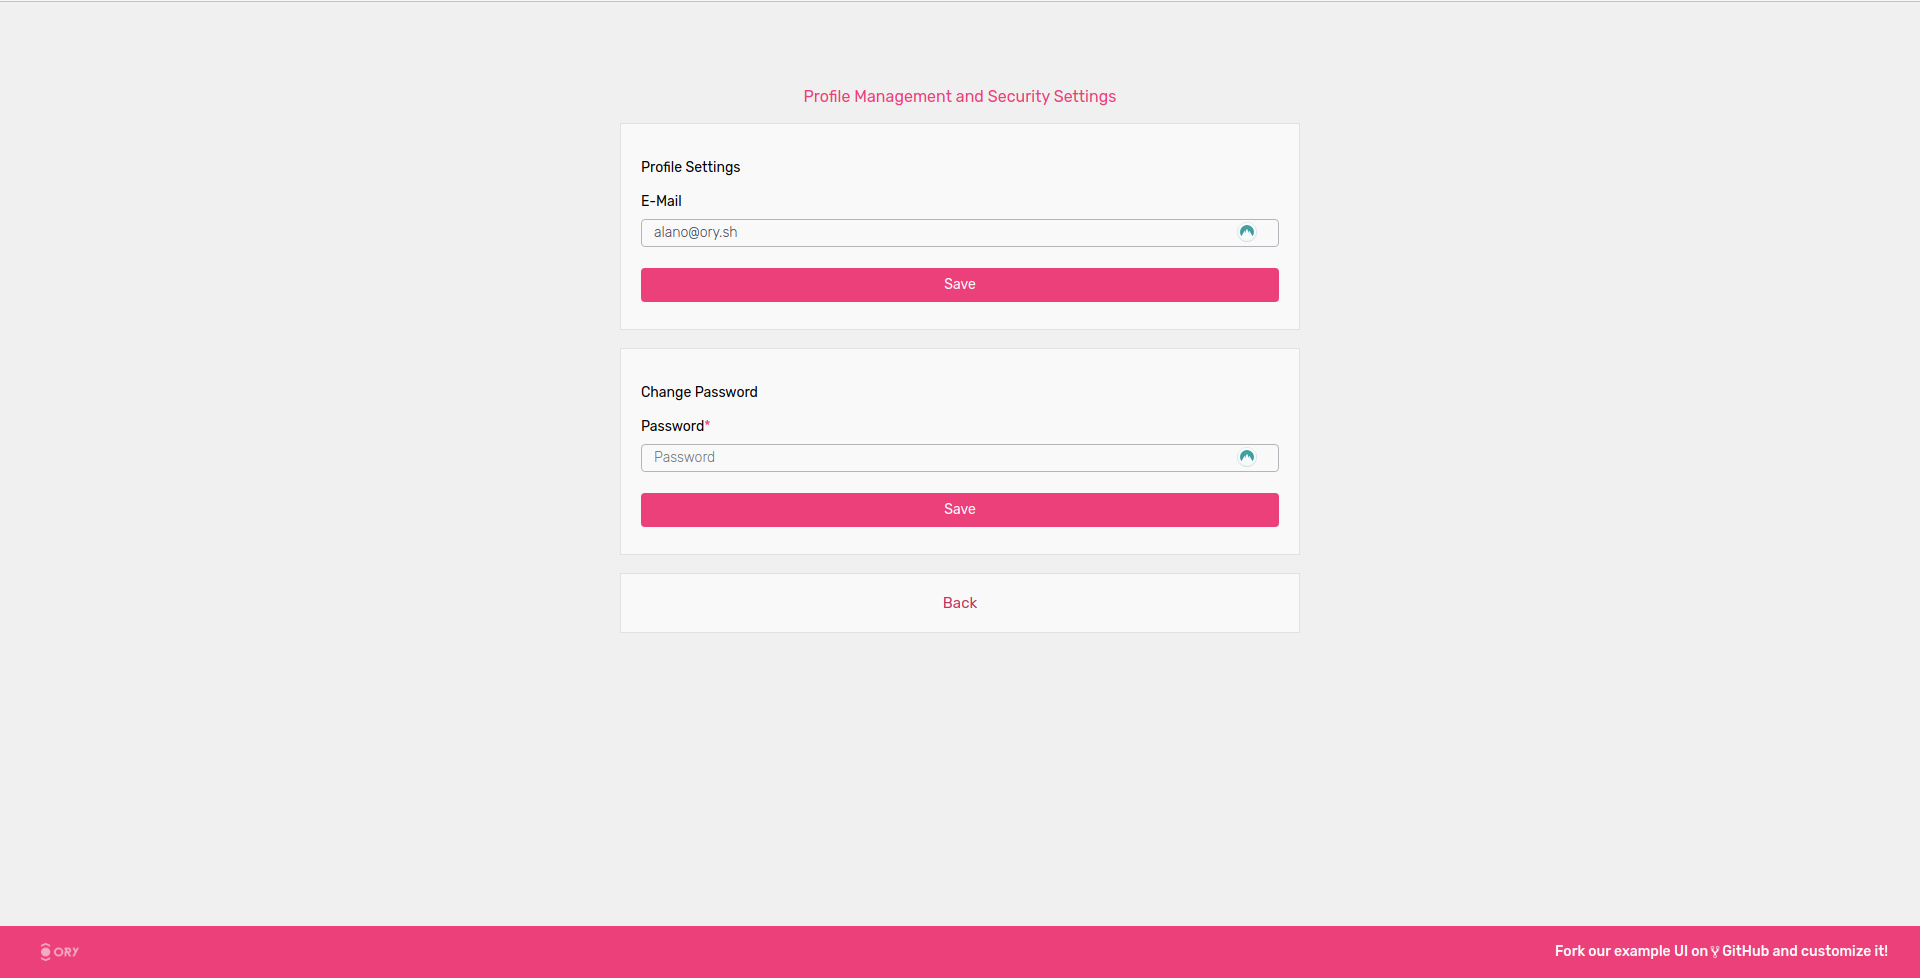 Profile Management and Security Settings
Profile Settings
E-Mail
alano@ory.sh
Save
Change Password
Password*
Password
Save
Back
ORY
Fork our example UI on GitHub and customize it!